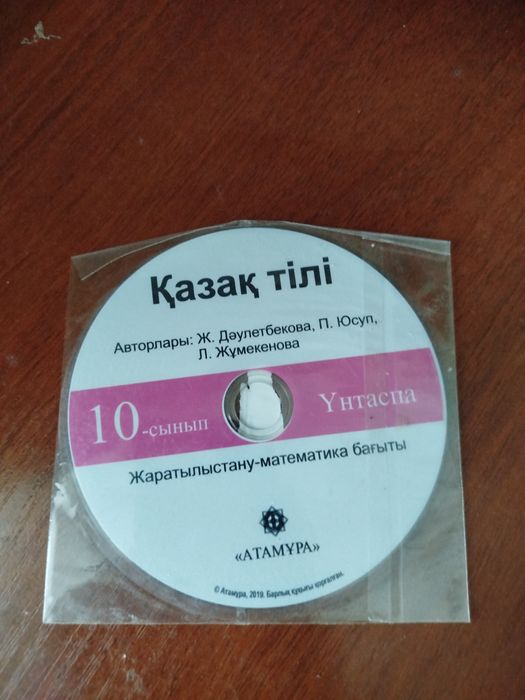 Қазақ тілі
Авторлары: Ж. Дәулетбекова, П. Юсуп,
Л. Жұмекенова
10-сынып Үнтаспа
Жаратылыстану-математика бағыты
«АТАМҰРА»
© Атамұра, 2019. Барлық құқығы қорғалған.